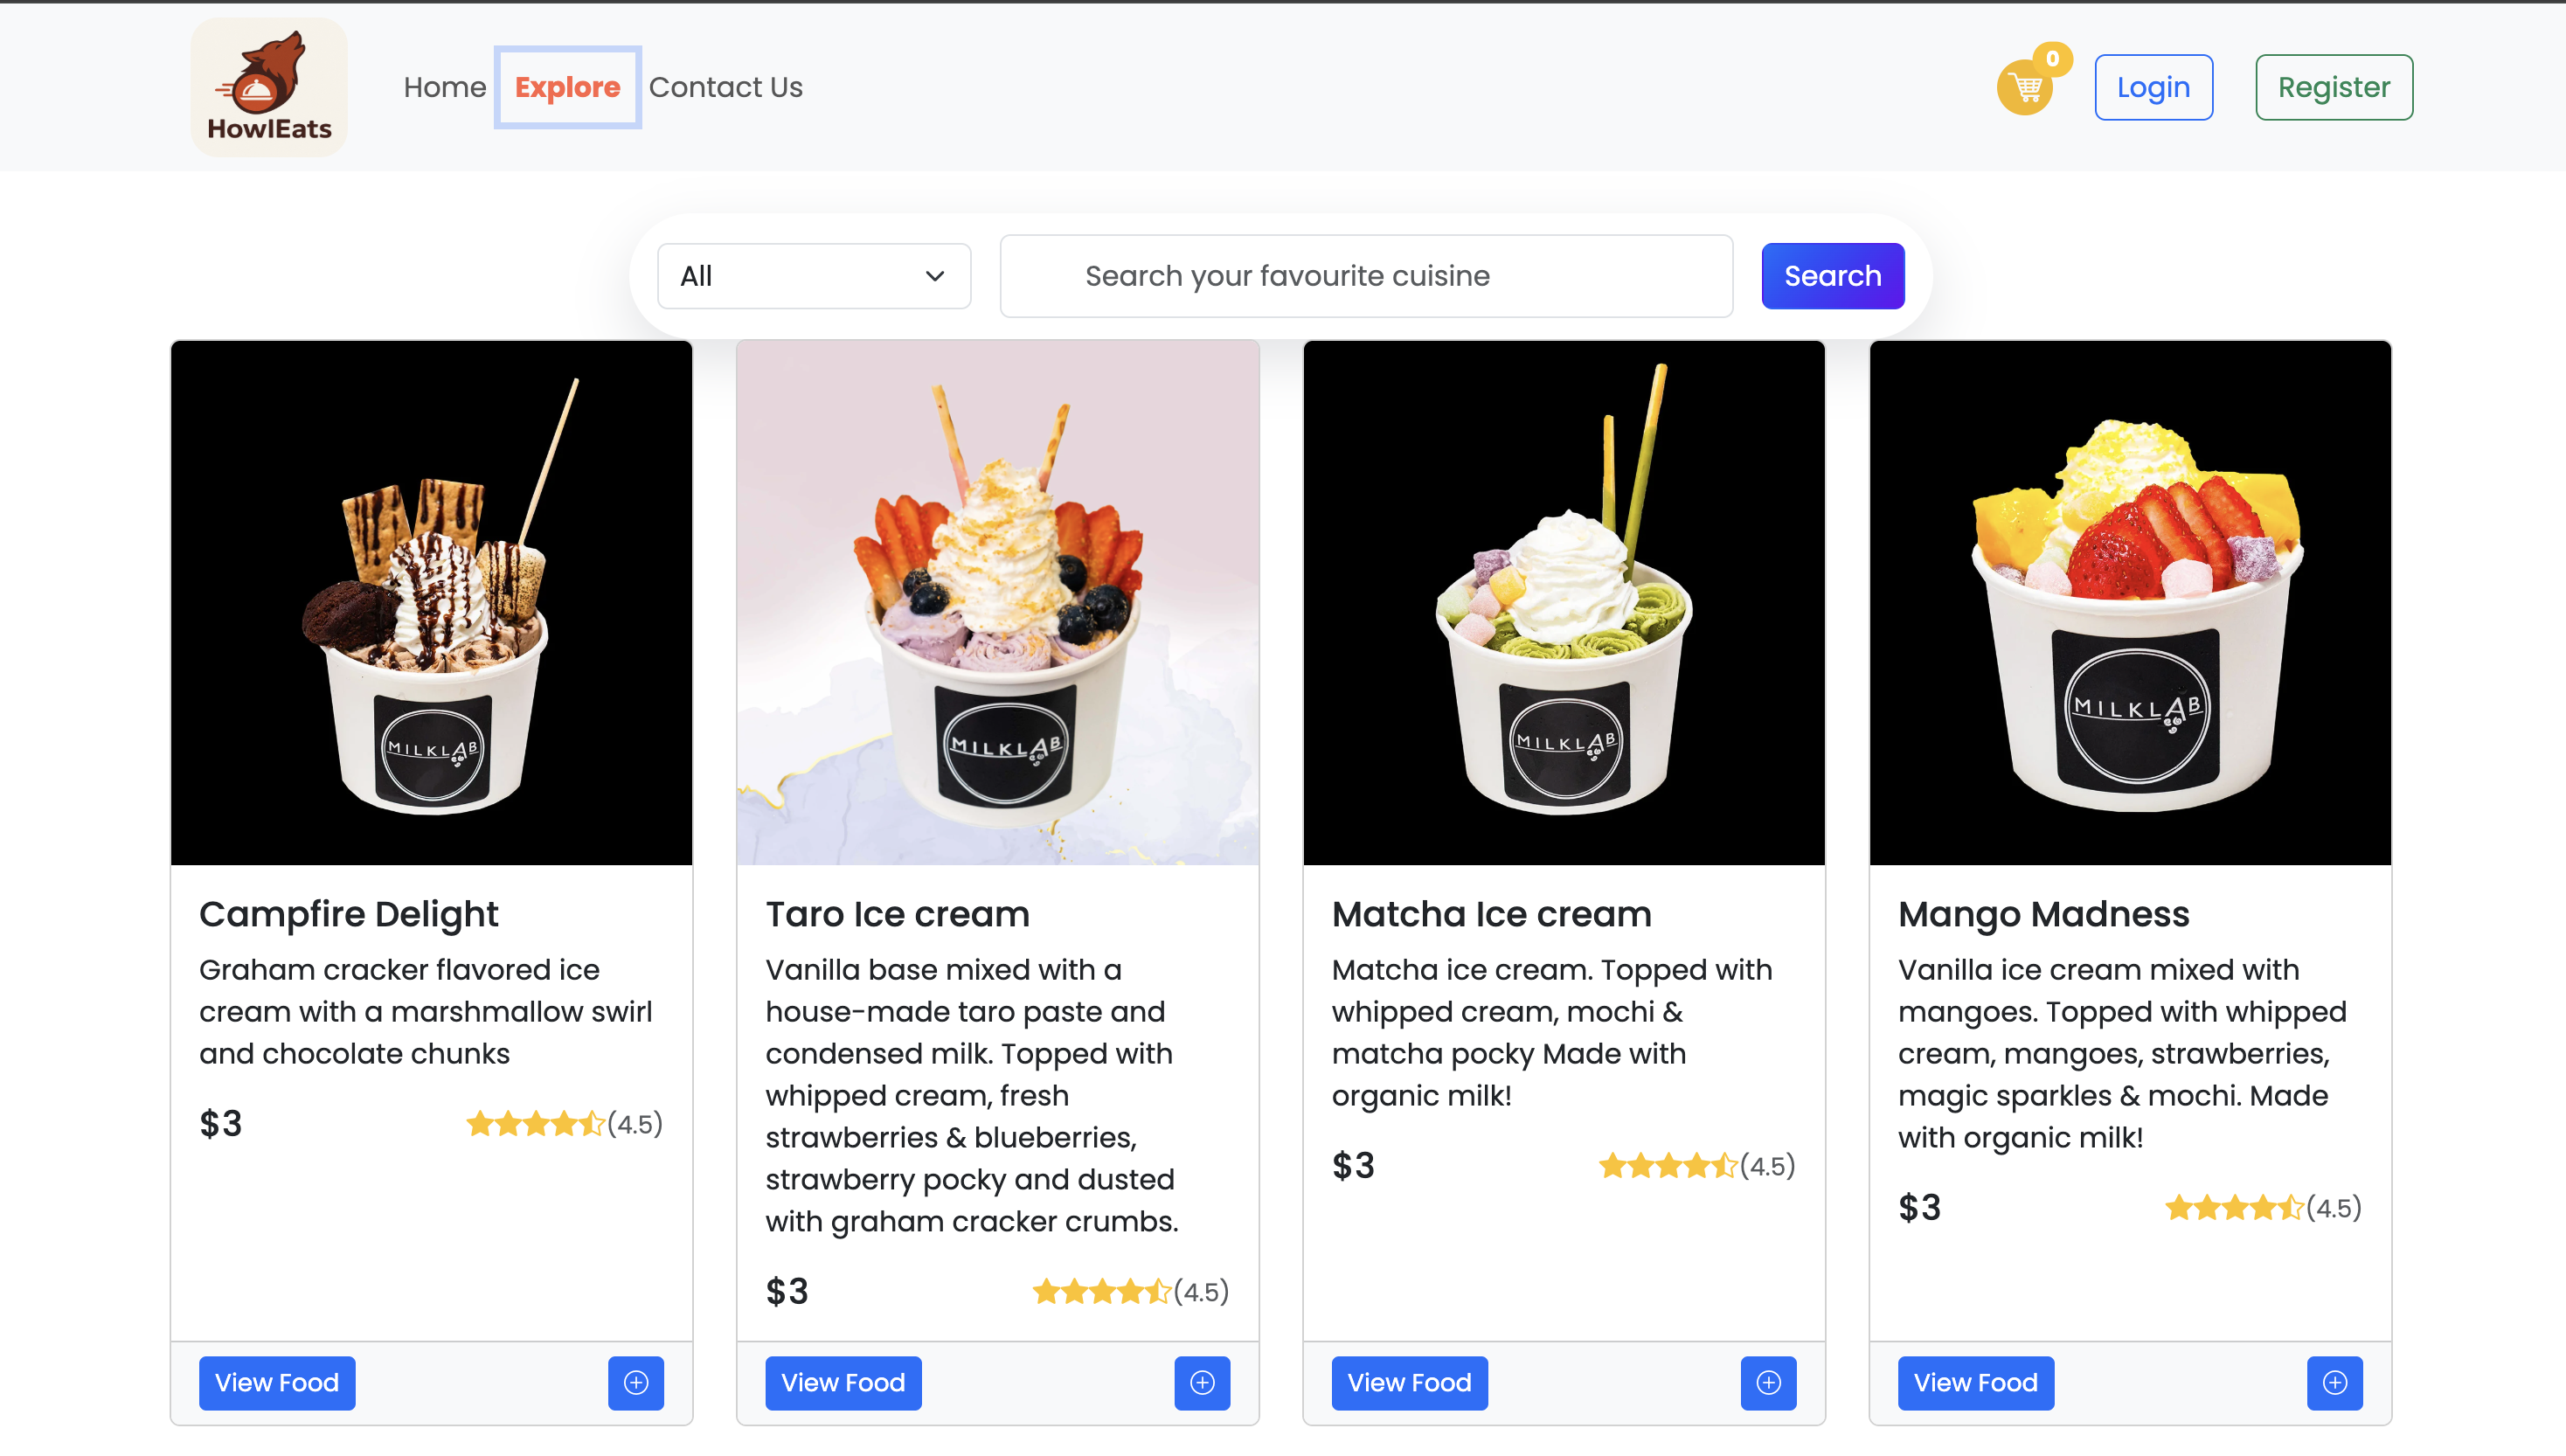 HowlEats
Home Explore Contact Us
0
Login
Register
All
Search your favourite cuisine
Search
MILKLAB
MILKLAB
MILKLAB
MILKLAB
Campfire Delight
Graham cracker flavored ice
cream with a marshmallow swirl
and chocolate chunks
$3
(4.5)
View Food
Taro Ice cream
Vanilla base mixed with a
house-made taro paste and
condensed milk. Topped with
whipped cream, fresh
strawberries & blueberries,
strawberry pocky and dusted
with graham cracker crumbs.
$3
(4.5)
View Food
Matcha Ice cream
Matcha ice cream. Topped with
whipped cream, mochi &
matcha pocky Made with
organic milk!
$3
(4.5)
View Food
Mango Madness
Vanilla ice cream mixed with
mangoes. Topped with whipped
cream, mangoes, strawberries,
magic sparkles & mochi. Made
with organic milk!
$3
(4.5)
View Food